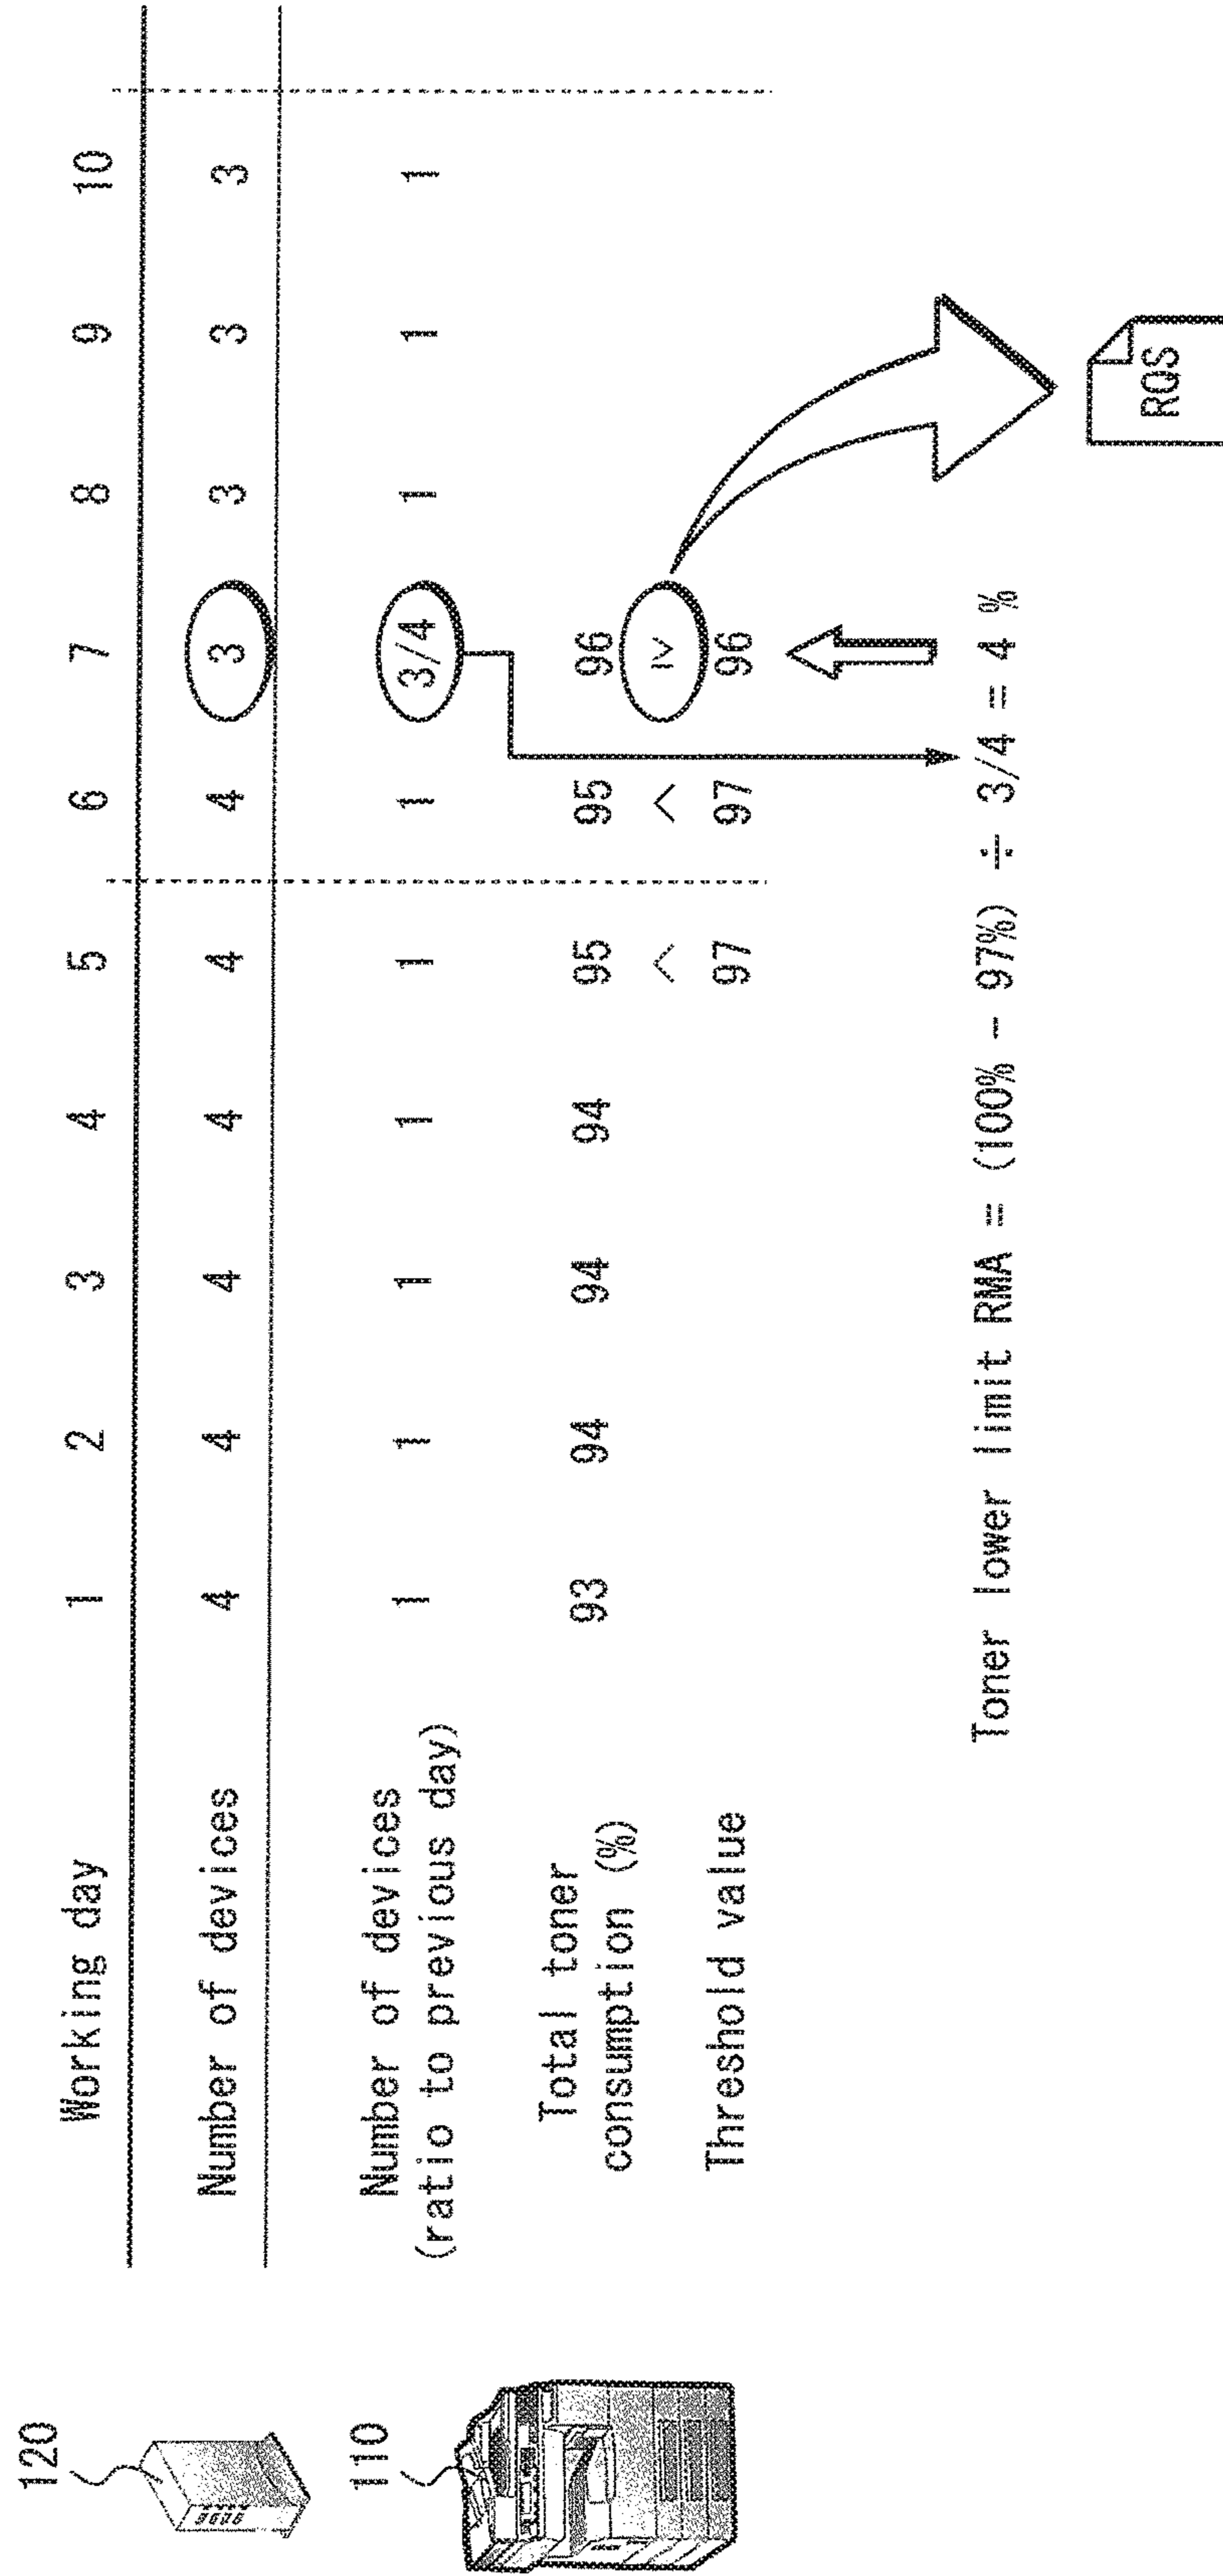 120
Working day 1 2 3 4 5 6 7 8 9 10
Number of devices 4 4 4 4 4 4 3 3 3 3
110
Number of devices
(ratio to previous day) 1 1 1 1 1 1 3/4 1 1 1
Total toner
consumption (%) 93 94 94 94 95 95 96
∧ ∧ ≥
Threshold value 97 97 96
Toner lower limit RMA = (100% - 97%) ÷ 3/4 = 4 %
RQS